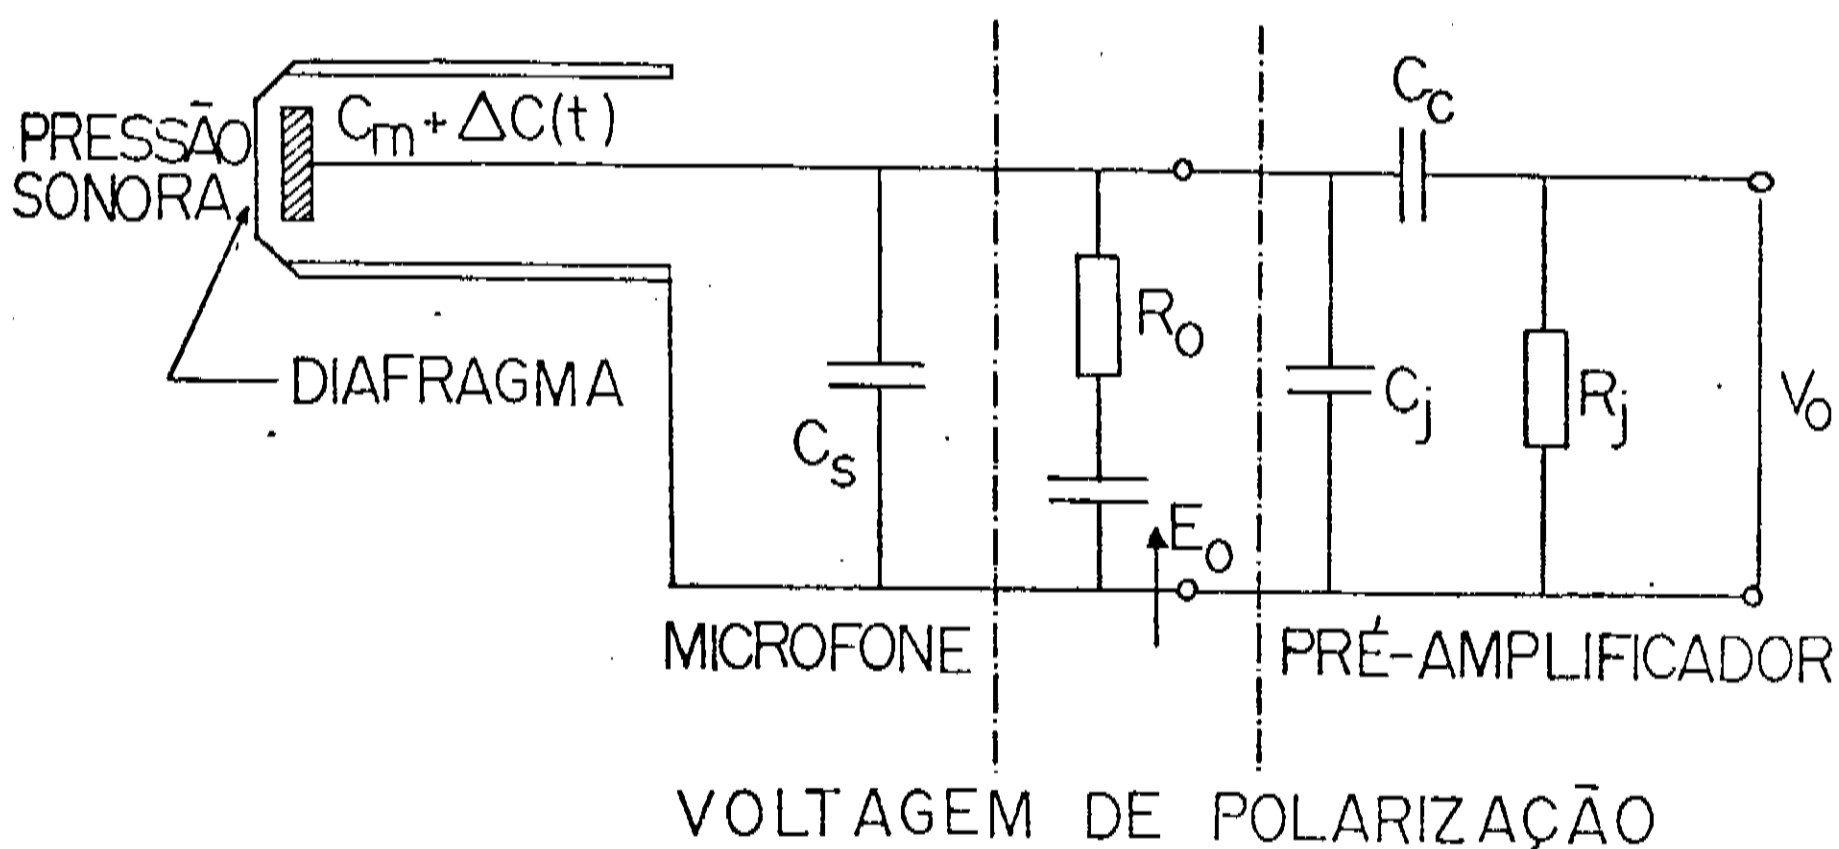 PRESSÃO
SONORA
Cm + ΔC(t)
DIAFRAGMA
Cs
Ro
Eo
Cc
Cj
Rj
Vo
MICROFONE
PRÉ-AMPLIFICADOR
VOLTAGEM DE POLARIZAÇÃO